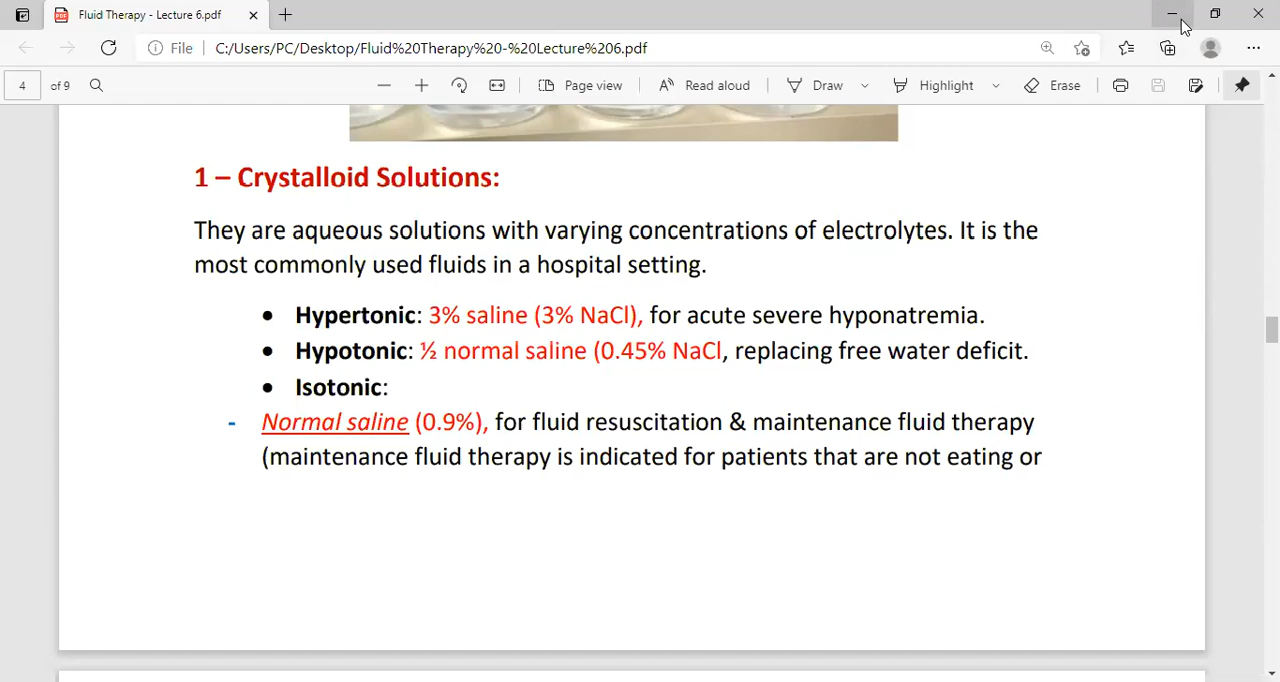 Fluid Therapy - Lecture 6.pdf
File C:/Users/PC/Desktop/Fluid%20Therapy%20-%20Lecture%206.pdf
4 of 9 Page view Read aloud Draw Highlight Erase
1 – Crystalloid Solutions:
They are aqueous solutions with varying concentrations of electrolytes. It is the
most commonly used fluids in a hospital setting.
• Hypertonic: 3% saline (3% NaCl), for acute severe hyponatremia.
• Hypotonic: ½ normal saline (0.45% NaCl, replacing free water deficit.
• Isotonic:
- Normal saline (0.9%), for fluid resuscitation & maintenance fluid therapy
(maintenance fluid therapy is indicated for patients that are not eating or